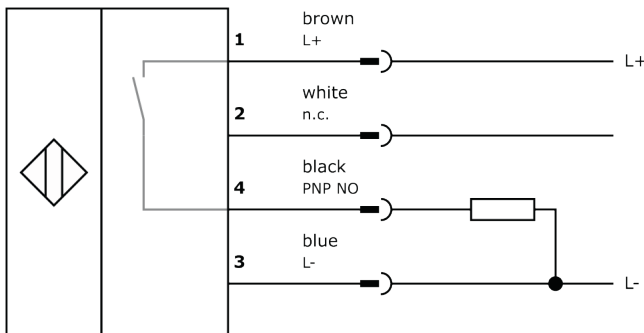 brown
1 L+ L+
white
2 n.c.
black
4 PNP NO
blue
3 L- L-